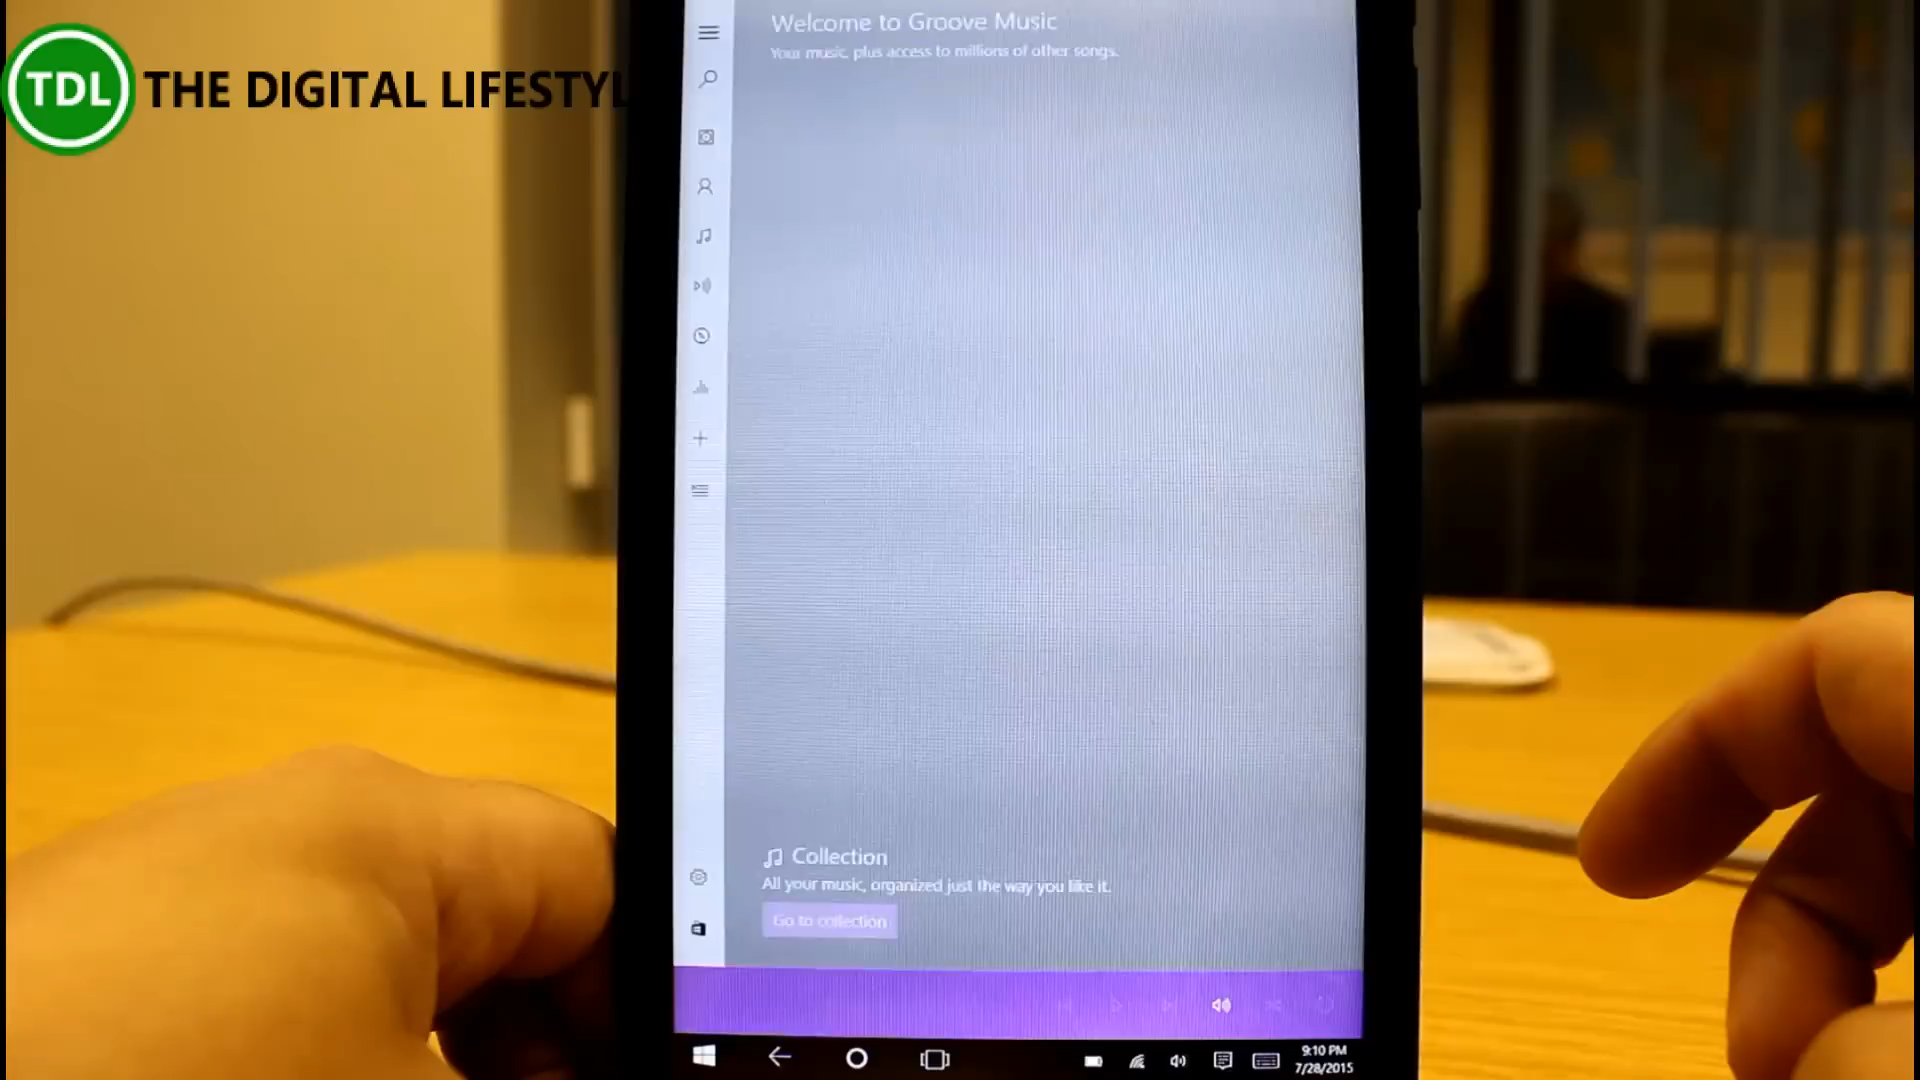 TDL
THE DIGITAL LIFESTYL
Welcome to Groove Music
Your music, plus access to millions of other songs.
Collection
All your music, organized just the way you like it.
Go to collection
9:10 PM
7/28/2015